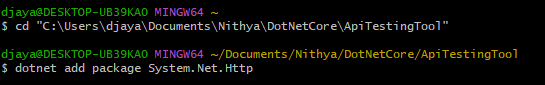 djaya@DESKTOP-UB39KAO MINGW64 ~
$ cd "C:\Users\djaya\Documents\Nithya\DotNetCore\ApiTestingTool"
djaya@DESKTOP-UB39KAO MINGW64 ~/Documents/Nithya/DotNetCore/ApiTestingTool
$ dotnet add package System.Net.Http